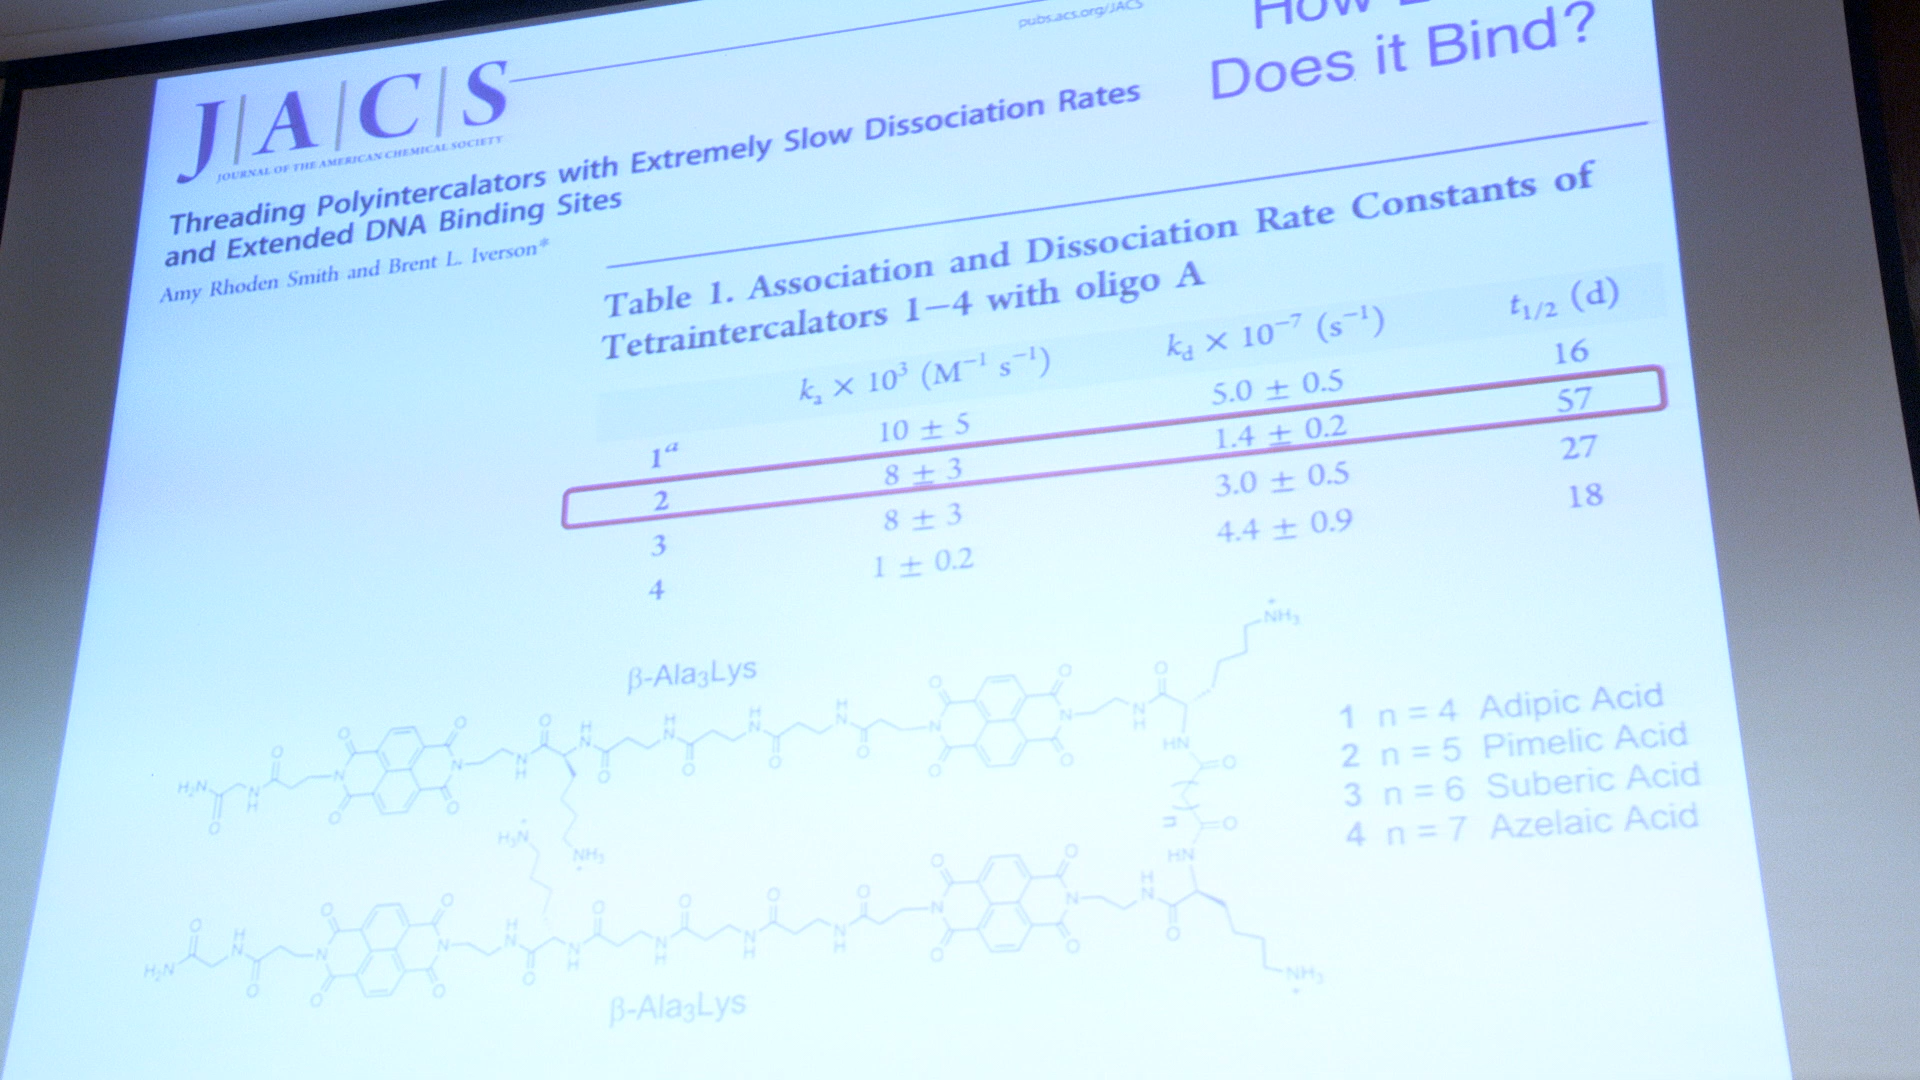 pubs.acs.org/JACS
How
Does it Bind?
J|A|C|S
JOURNAL OF THE AMERICAN CHEMICAL SOCIETY
Threading Polyintercalators with Extremely Slow Dissociation Rates
and Extended DNA Binding Sites
Amy Rhoden Smith and Brent L. Iverson*
Table 1. Association and Dissociation Rate Constants of
Tetraintercalators 1–4 with oligo A
kₐ × 10³ (M⁻¹ s⁻¹) k_d × 10⁻⁷ (s⁻¹) t₁/₂ (d)
1ᵃ 10 ± 5 5.0 ± 0.5 16
2 8 ± 3 1.4 ± 0.2 57
3 8 ± 3 3.0 ± 0.5 27
4 1 ± 0.2 4.4 ± 0.9 18
β-Ala₃Lys
1 n = 4 Adipic Acid
2 n = 5 Pimelic Acid
3 n = 6 Suberic Acid
4 n = 7 Azelaic Acid
β-Ala₃Lys